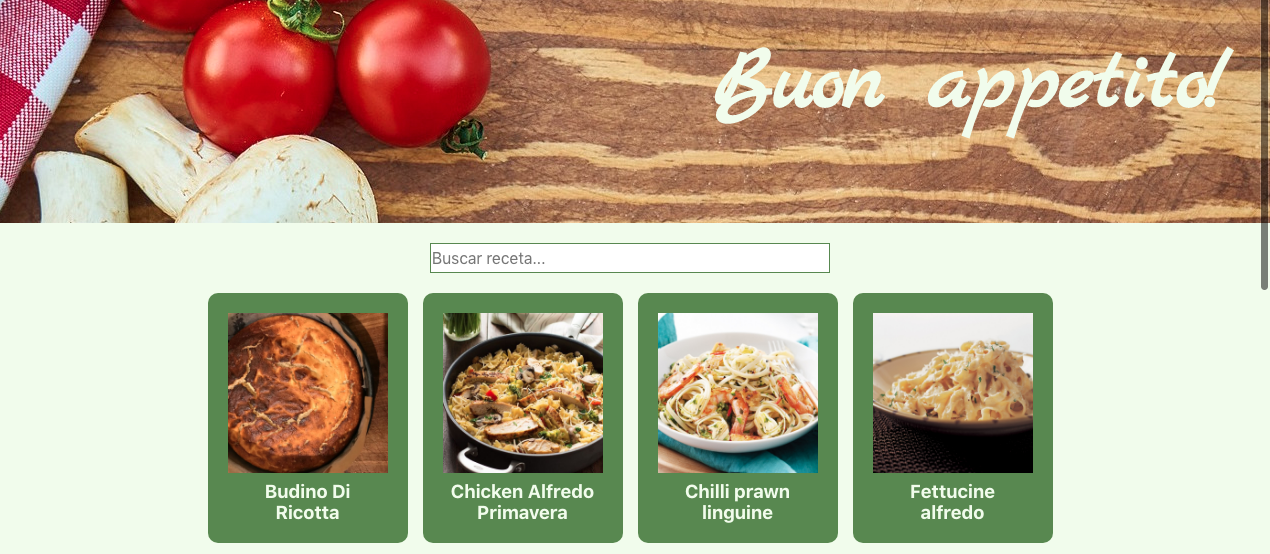 Buon appetito!
Buscar receta...
Budino Di
Ricotta
Chicken Alfredo
Primavera
Chilli prawn
linguine
Fettucine
alfredo